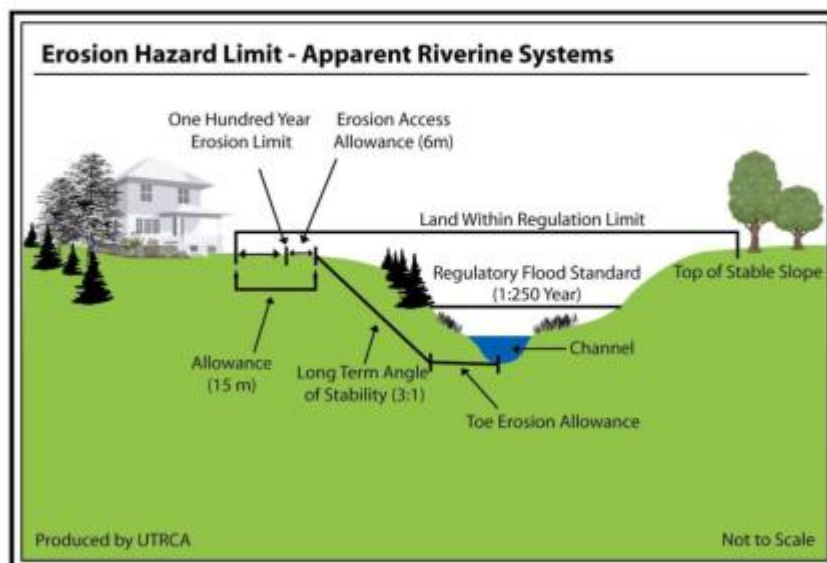 Erosion Hazard Limit - Apparent Riverine Systems
One Hundred Year
Erosion Limit
Erosion Access
Allowance (6m)
Land Within Regulation Limit
Regulatory Flood Standard
(1:250 Year)
Top of Stable Slope
Allowance
(15 m)
Long Term Angle
of Stability (3:1)
Channel
Toe Erosion Allowance
Produced by UTRCA
Not to Scale